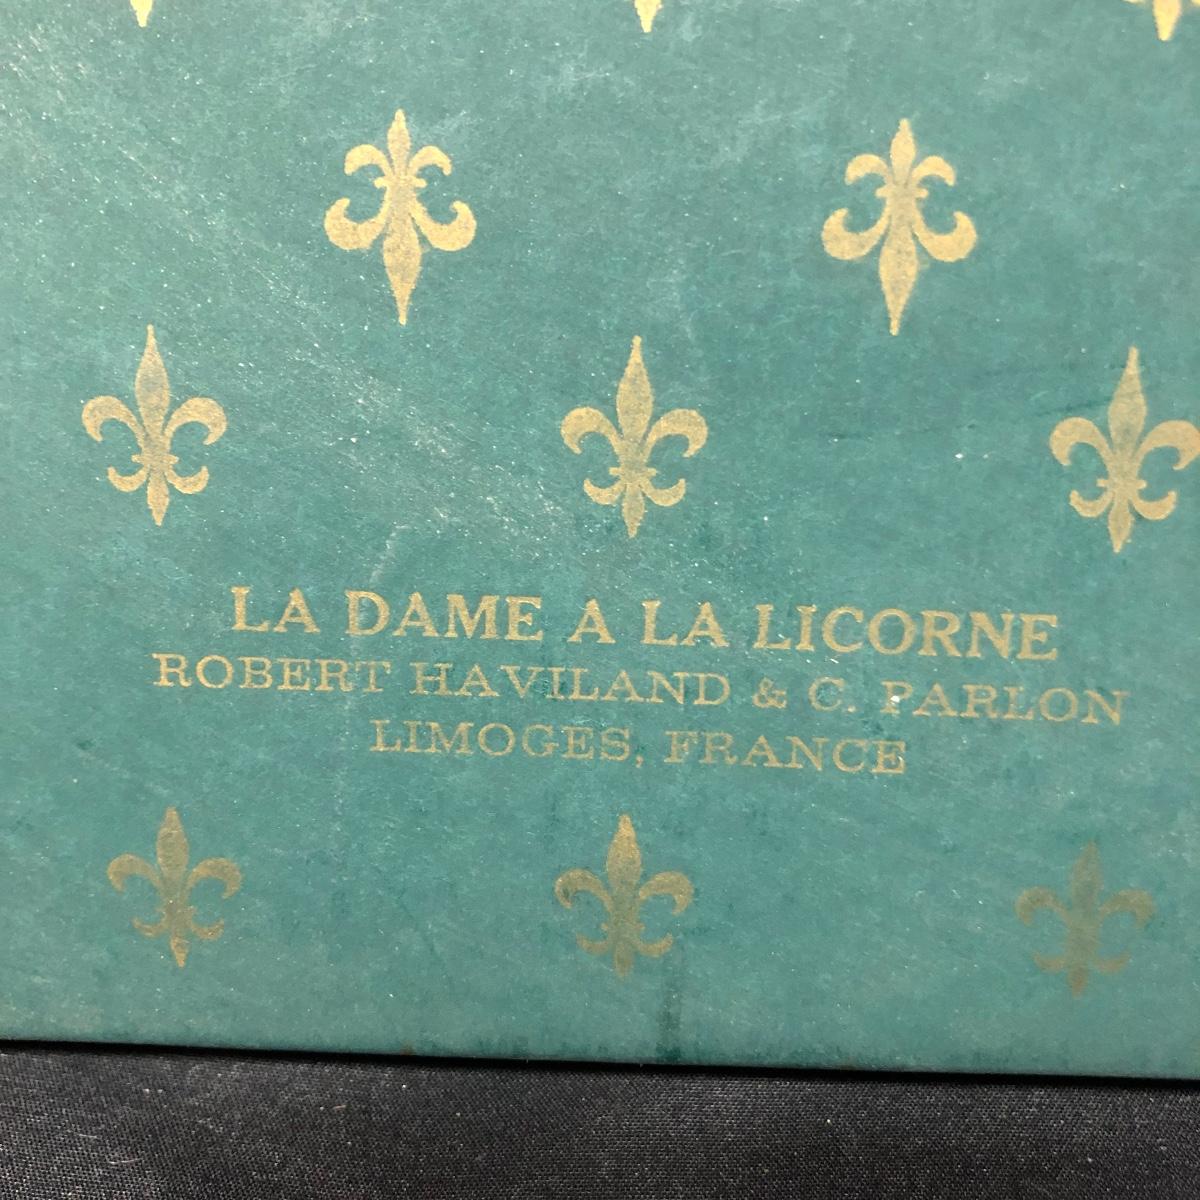 LA DAME A LA LICORNE
ROBERT HAVILAND & C. PARLON
LIMOGES, FRANCE